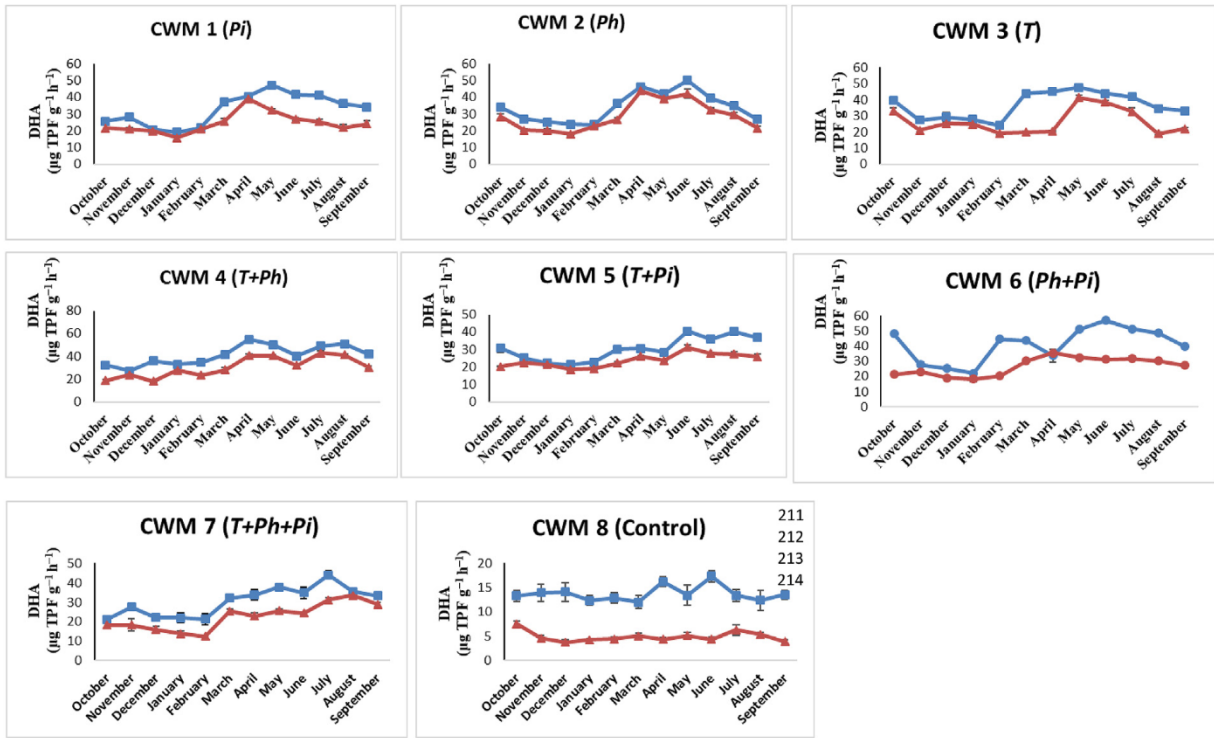 CWM 1 (Pi)
DHA
(µg TPF g⁻¹ h⁻¹)
60
50
40
30
20
10
0
October
November
December
January
February
March
April
May
June
July
August
September
CWM 2 (Ph)
DHA
(µg TPF g⁻¹ h⁻¹)
60
50
40
30
20
10
0
October
November
December
January
February
March
April
May
June
July
August
September
CWM 3 (T)
DHA
(µg TPF g⁻¹ h⁻¹)
60
50
40
30
20
10
0
October
November
December
January
February
March
April
May
June
July
August
September
CWM 4 (T+Ph)
DHA
(µg TPF g⁻¹ h⁻¹)
80
60
40
20
0
October
November
December
January
February
March
April
May
June
July
August
September
CWM 5 (T+Pi)
DHA
(µg TPF g⁻¹ h⁻¹)
50
40
30
20
10
0
October
November
December
January
February
March
April
May
June
July
August
September
CWM 6 (Ph+Pi)
DHA
(µg TPF g⁻¹ h⁻¹)
60
50
40
30
20
10
0
October
November
December
January
February
March
April
May
June
July
August
September
CWM 7 (T+Ph+Pi)
DHA
(µg TPF g⁻¹ h⁻¹)
50
40
30
20
10
0
October
November
December
January
February
March
April
May
June
July
August
September
CWM 8 (Control)
DHA
(µg TPF g⁻¹ h⁻¹)
20
15
10
5
0
October
November
December
January
February
March
April
May
June
July
August
September
211
212
213
214